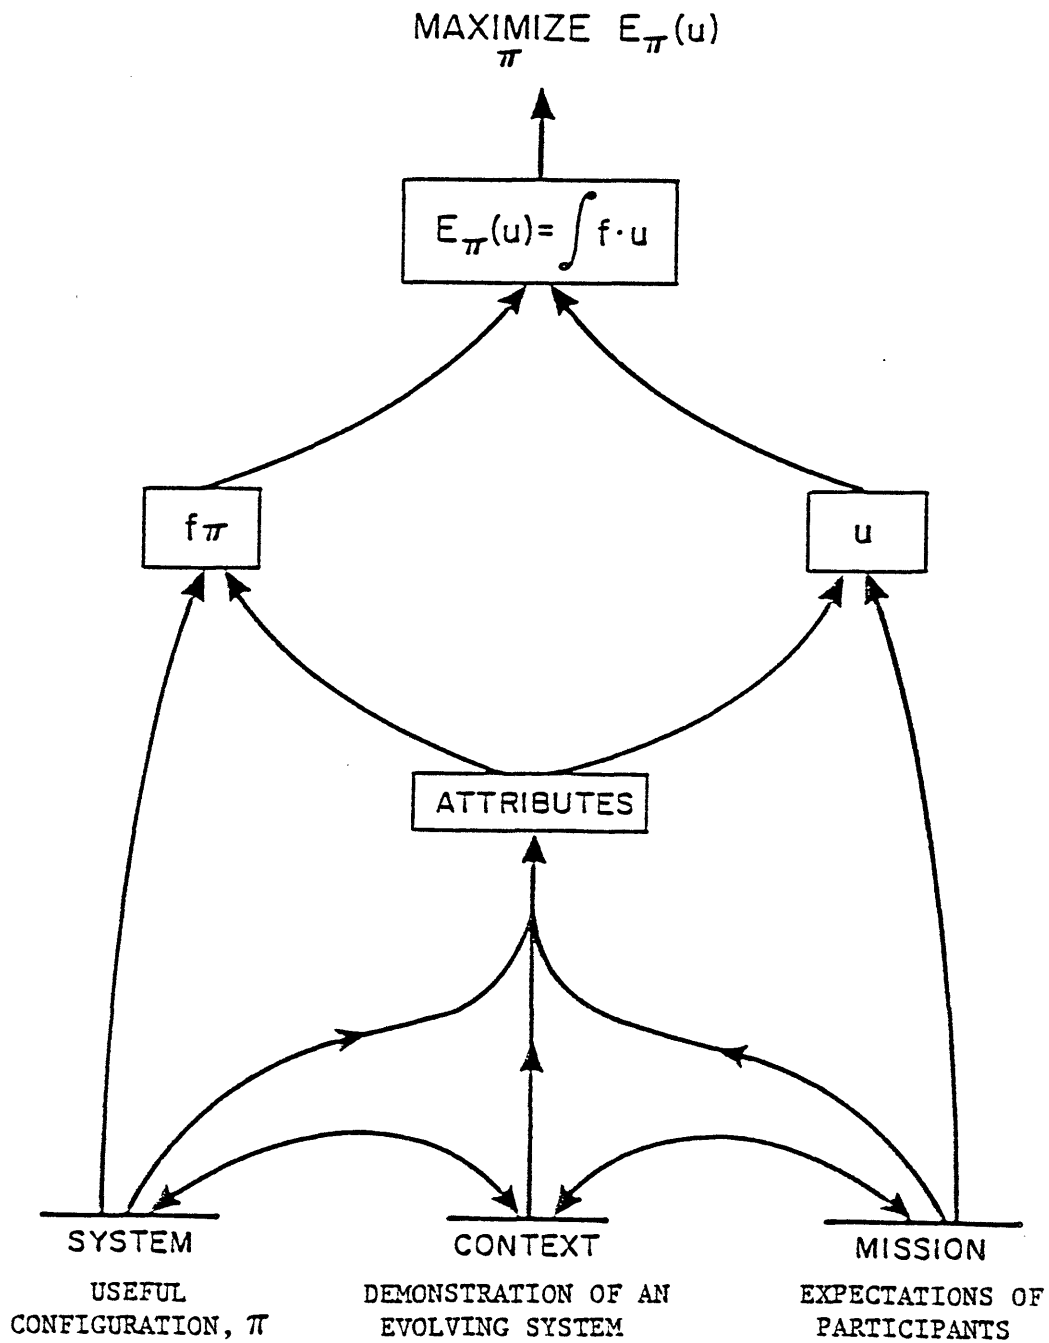 MAXIMIZE E_π(u)
π
E_π(u) = ∫ f · u
fπ
u
ATTRIBUTES
SYSTEM
CONTEXT
MISSION
USEFUL
CONFIGURATION, π
DEMONSTRATION OF AN
EVOLVING SYSTEM
EXPECTATIONS OF
PARTICIPANTS